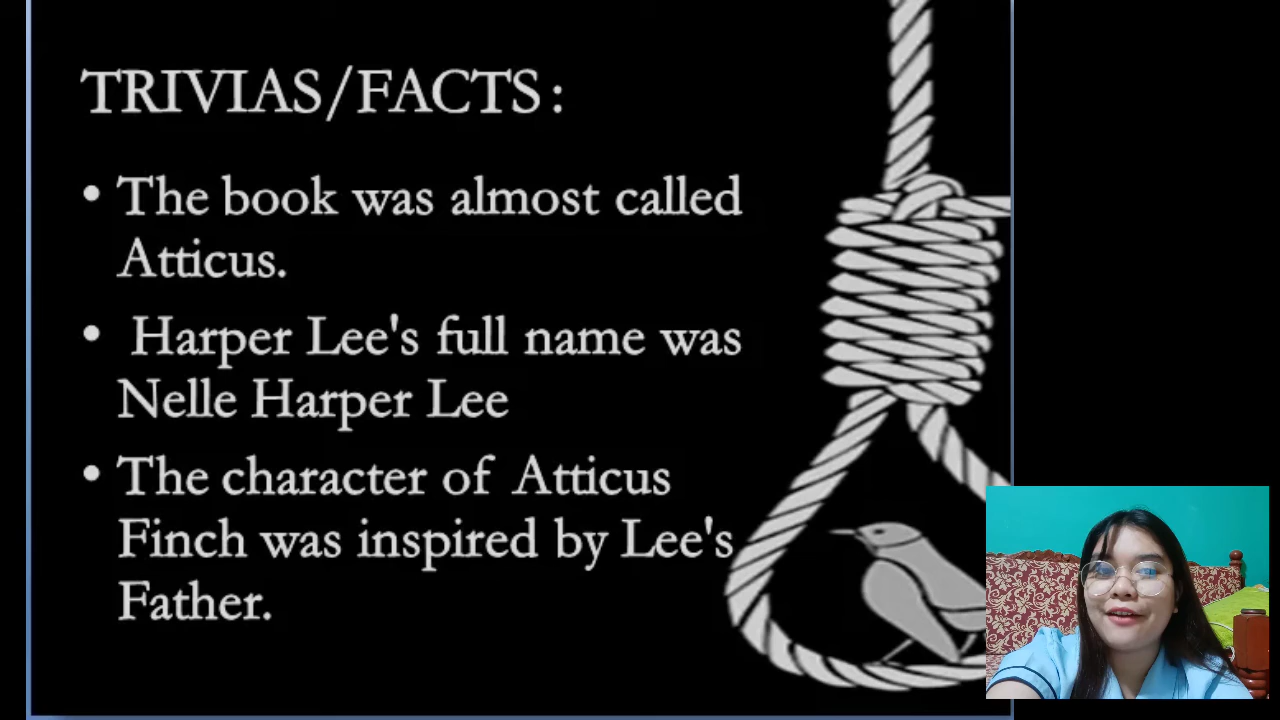 TRIVIAS/FACTS:
• The book was almost called
Atticus.
• Harper Lee's full name was
Nelle Harper Lee
• The character of Atticus
Finch was inspired by Lee's
Father.